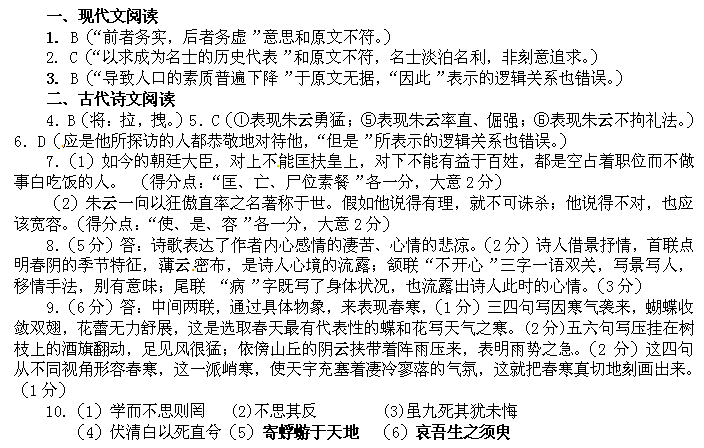 一、现代文阅读
1. B(“前者务实，后者务虚”意思和原文不符。)
2. C(“以求成为名士的历史代表”和原文不符，名士淡泊名利，非刻意追求。)
3. B(“导致人口的素质普遍下降”于原文无据，“因此”表示的逻辑关系也错误。)
二、古代诗文阅读
4. B(将：拉，拽。) 5. C(①表现朱云勇猛；⑤表现朱云率直、倔强；⑥表现朱云不拘礼法。)
6. D(应是他所探访的人都恭敬地对待他，“但是”所表示的逻辑关系也错误。)
7. (1) 如今的朝廷大臣，对上不能匡扶皇上，对下不能有益于百姓，都是空占着职位而不做
事白吃饭的人。 (得分点：“匡、亡、尸位素餐”各一分，大意2分)
(2) 朱云一向以狂傲直率之名著称于世。假如他说得有理，就不可诛杀；他说得不对，也应
该宽容。(得分点：“使、是、容”各一分，大意2分)
8. (5分) 答：诗歌表达了作者内心感情的凄苦、心情的悲凉。(2分) 诗人借景抒情，首联点
明春阴的季节特征，薄云密布，是诗人心境的流露；颔联“不开心”三字一语双关，写景写人，
移情手法，别有意味；尾联 “病”字既写了身体状况，也流露出诗人此时的心情。(3分)
9. (6分) 答：中间两联，通过具体物象，来表现春寒，(1分) 三四句写因寒气袭来，蝴蝶收
敛双翅，花蕾无力舒展，这是选取春天最有代表性的蝶和花写天气之寒。(2分)五六句写压挂在树
枝上的酒旗翻动，足见风很猛；依傍山丘的阴云挟带着阵雨压来，表明雨势之急。(2 分) 这四句
从不同视角形容春寒，这一派峭寒，使天宇充塞着凄冷寥落的气氛，这就把春寒真切地刻画出来。
(1分)
10. (1) 学而不思则罔 (2)不思其反 (3)虽九死其犹未悔
(4) 伏清白以死直兮 (5) 寄蜉蝣于天地 (6) 哀吾生之须臾